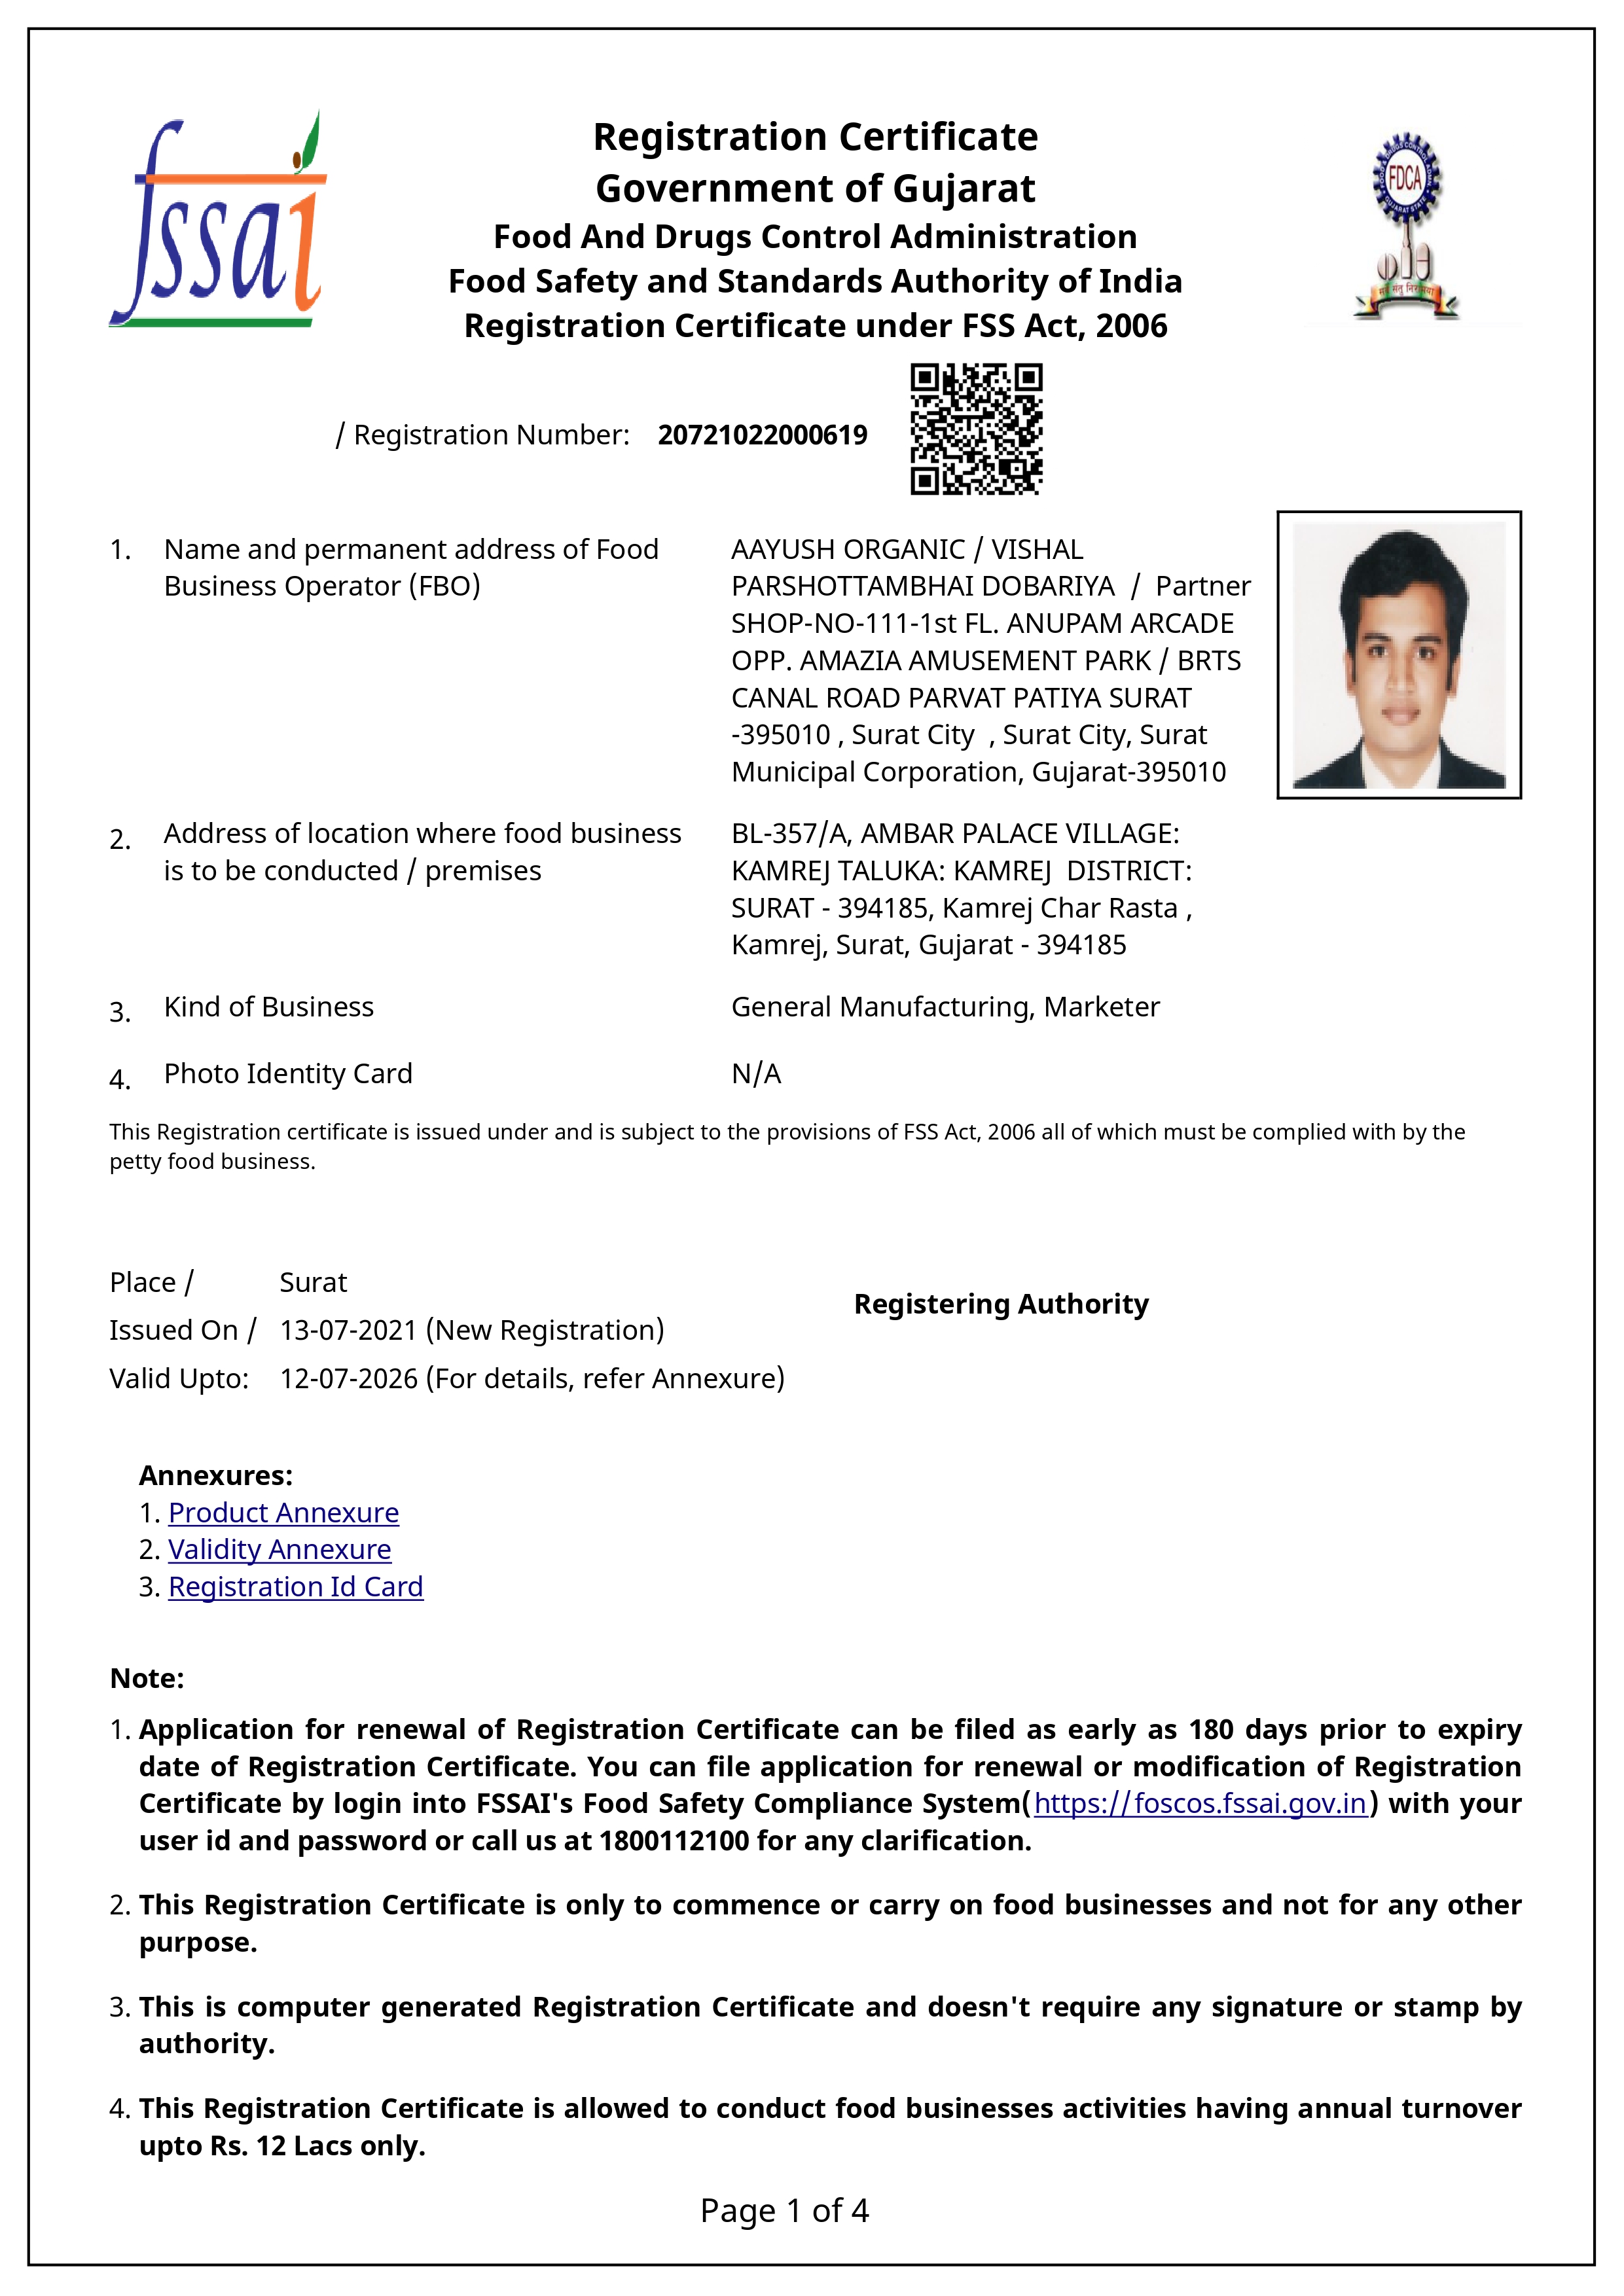 fssai
Registration Certificate
Government of Gujarat
Food And Drugs Control Administration
Food Safety and Standards Authority of India
Registration Certificate under FSS Act, 2006
FDCA
/ Registration Number: 20721022000619
1. Name and permanent address of Food
Business Operator (FBO)
AAYUSH ORGANIC / VISHAL
PARSHOTTAMBHAI DOBARIYA / Partner
SHOP-NO-111-1st FL. ANUPAM ARCADE
OPP. AMAZIA AMUSEMENT PARK / BRTS
CANAL ROAD PARVAT PATIYA SURAT
-395010 , Surat City , Surat City, Surat
Municipal Corporation, Gujarat-395010
2. Address of location where food business
is to be conducted / premises
BL-357/A, AMBAR PALACE VILLAGE:
KAMREJ TALUKA: KAMREJ DISTRICT:
SURAT - 394185, Kamrej Char Rasta ,
Kamrej, Surat, Gujarat - 394185
3. Kind of Business General Manufacturing, Marketer
4. Photo Identity Card N/A
This Registration certificate is issued under and is subject to the provisions of FSS Act, 2006 all of which must be complied with by the
petty food business.
Place / Surat
Registering Authority
Issued On / 13-07-2021 (New Registration)
Valid Upto: 12-07-2026 (For details, refer Annexure)
Annexures:
1. Product Annexure
2. Validity Annexure
3. Registration Id Card
Note:
1. Application for renewal of Registration Certificate can be filed as early as 180 days prior to expiry
date of Registration Certificate. You can file application for renewal or modification of Registration
Certificate by login into FSSAI's Food Safety Compliance System(https://foscos.fssai.gov.in) with your
user id and password or call us at 1800112100 for any clarification.
2. This Registration Certificate is only to commence or carry on food businesses and not for any other
purpose.
3. This is computer generated Registration Certificate and doesn't require any signature or stamp by
authority.
4. This Registration Certificate is allowed to conduct food businesses activities having annual turnover
upto Rs. 12 Lacs only.
Page 1 of 4